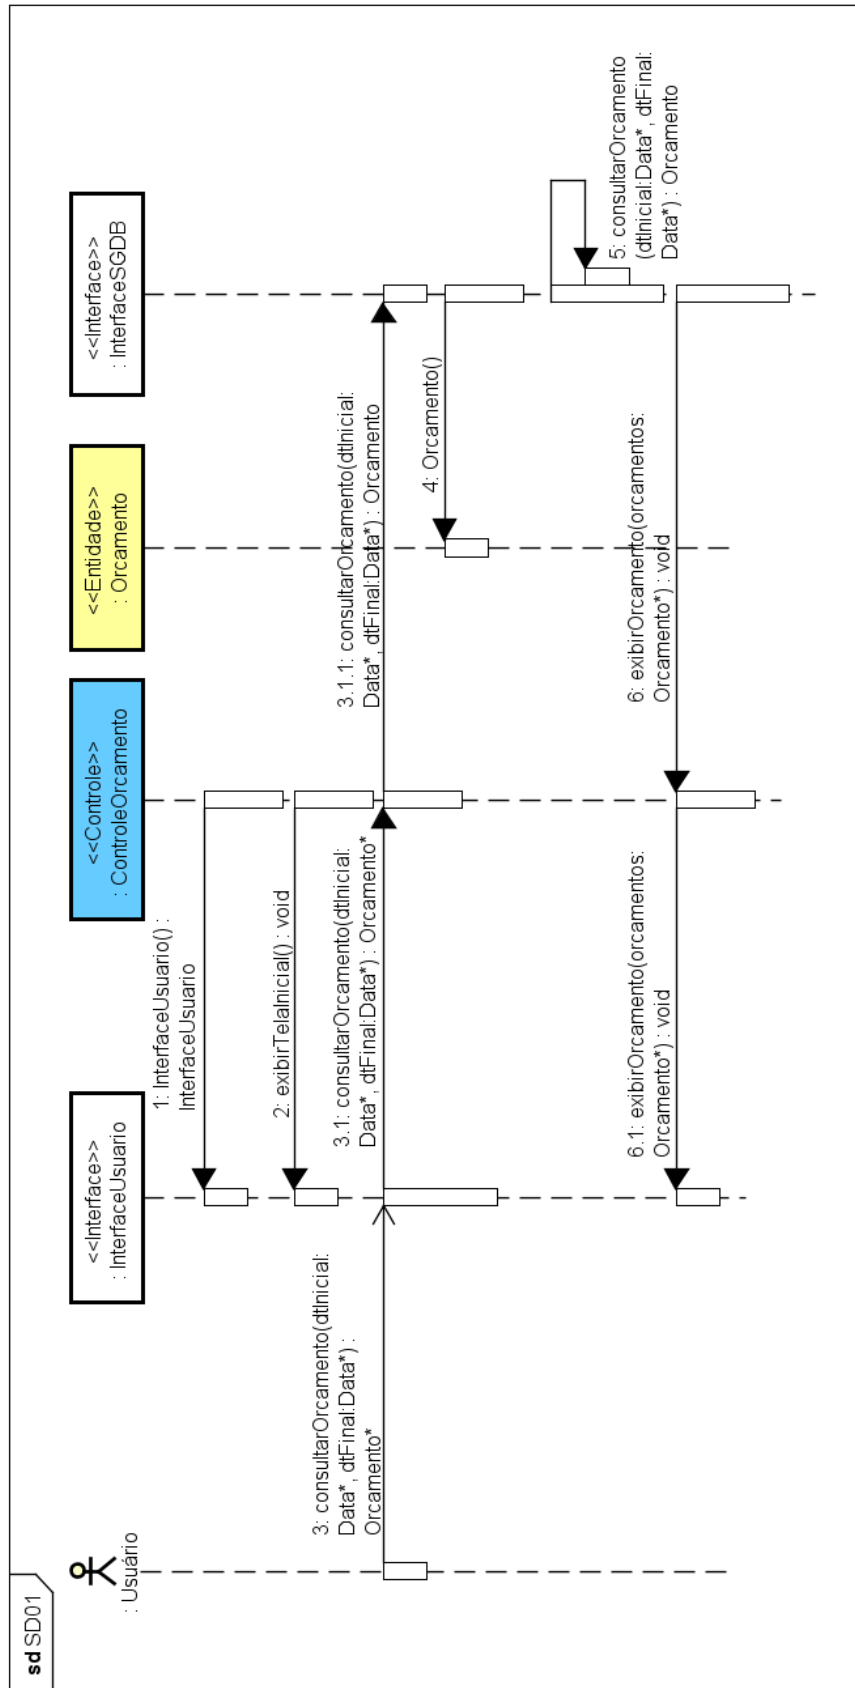 sd SD01
: Usuário
<<Interface>>
: InterfaceUsuario
<<Controle>>
: ControleOrcamento
<<Entidade>>
: Orcamento
<<Interface>>
: InterfaceSGDB
1: InterfaceUsuario() :
InterfaceUsuario
2: exibirTelaInicial() : void
3: consultarOrcamento(dtInicial:
Data*, dtFinal:Data*) :
Orcamento*
3.1: consultarOrcamento(dtInicial:
Data*, dtFinal:Data*) : Orcamento*
3.1.1: consultarOrcamento(dtInicial:
Data*, dtFinal:Data*) : Orcamento
4: Orcamento()
5: consultarOrcamento
(dtInicial:Data*, dtFinal:
Data*) : Orcamento
6: exibirOrcamento(orcamentos:
Orcamento*) : void
6.1: exibirOrcamento(orcamentos:
Orcamento*) : void